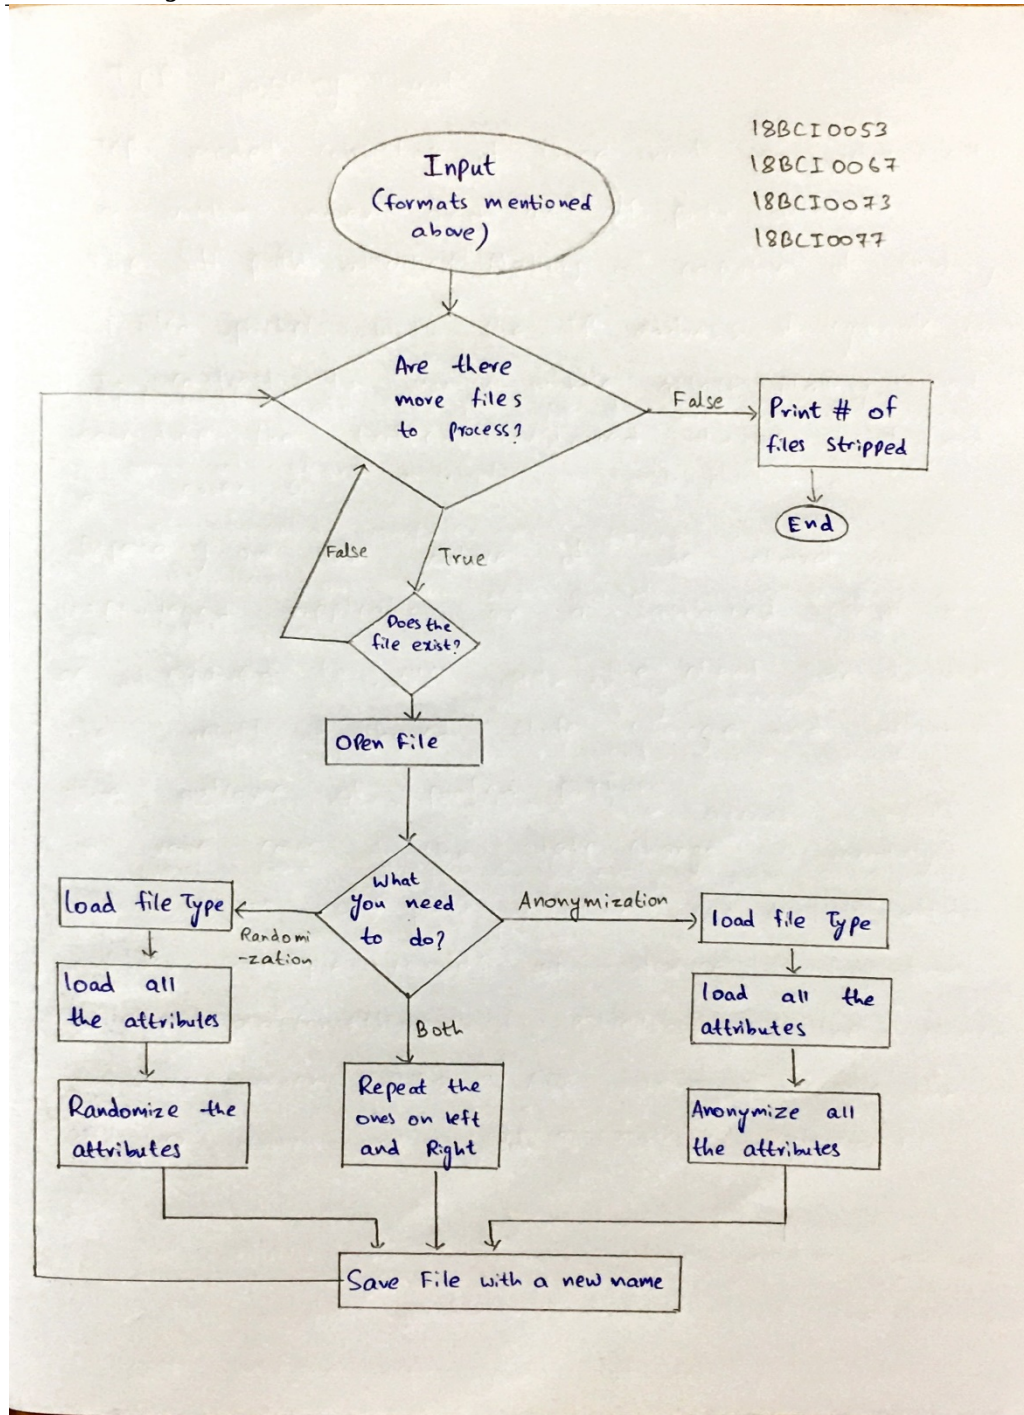 18BCI0053
18BCI0067
18BCI0073
18BCI0077
Input
(formats mentioned
above)
Are there
more files
to process?
False
Print # of
files stripped
End
False
True
Does the
file exist?
Open file
What
you need
to do?
Randomi
-zation
Anonymization
Both
load file Type
load all
the attributes
Randomize the
attributes
Repeat the
ones on left
and Right
load file Type
load all the
attributes
Anonymize all
the attributes
Save File with a new name